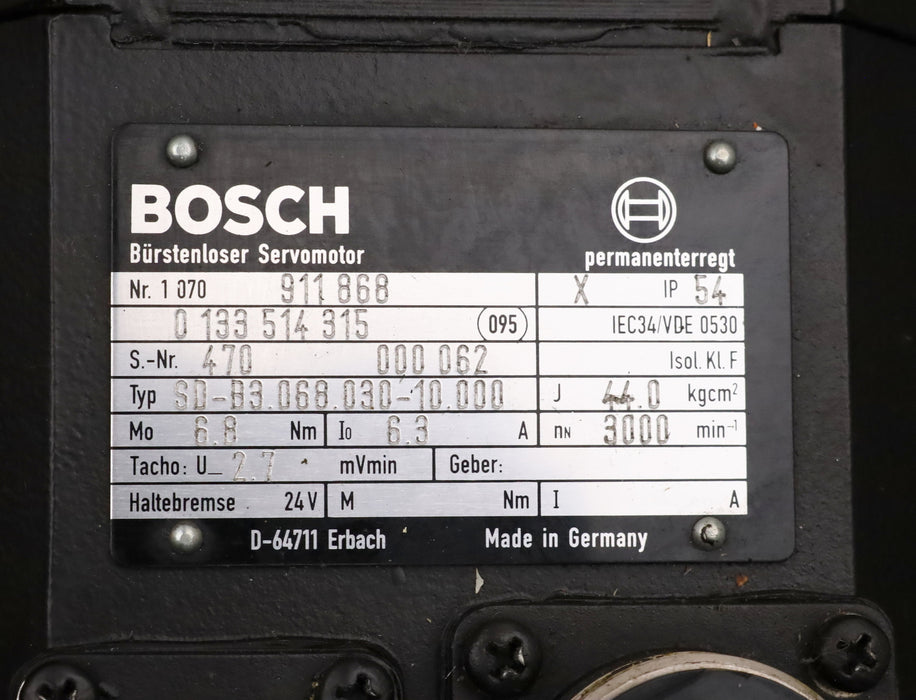 BOSCH
Bürstenloser Servomotor permanenterregt
Nr. 1 070 911 868 X IP 54
0 133 514 315 095 IEC34/VDE 0530
S.-Nr. 470 000 062 Isol. Kl. F
Typ SD-B3.068.030-10.000 J 44.0 kgcm²
Mo 6.8 Nm I0 6.3 A nN 3000 min⁻¹
Tacho: U_ 2.7 mVmin Geber:
Haltebremse 24 V M Nm I A
D-64711 Erbach Made in Germany